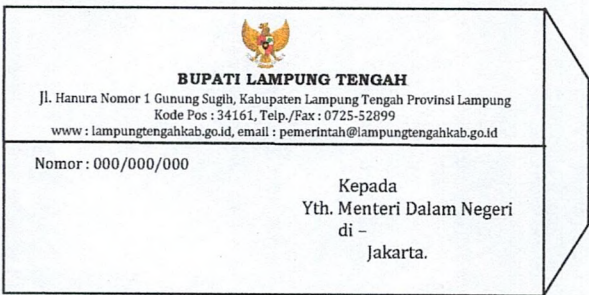 BUPATI LAMPUNG TENGAH
Jl. Hanura Nomor 1 Gunung Sugih, Kabupaten Lampung Tengah Provinsi Lampung
Kode Pos : 34161, Telp./Fax : 0725-52899
www : lampungtengahkab.go.id, email : pemerintah@lampungtengahkab.go.id
Nomor : 000/000/000
Kepada
Yth. Menteri Dalam Negeri
di –
Jakarta.